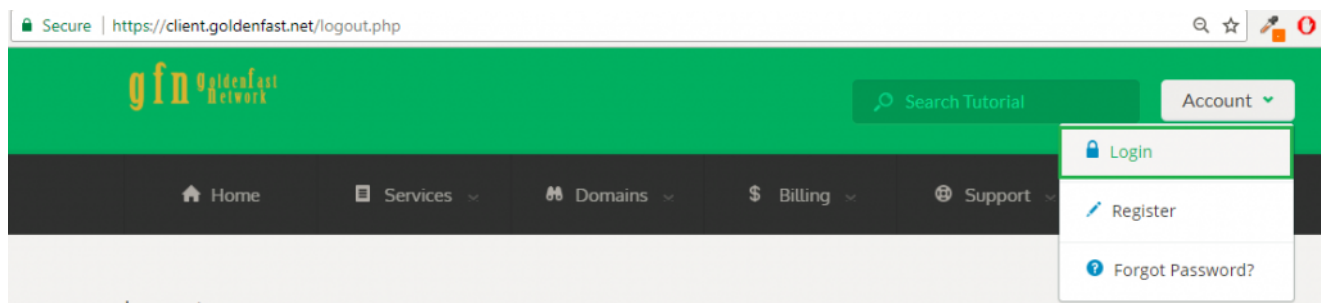 Secure | https://client.goldenfast.net/logout.php
gfn Goldenfast
Network
Search Tutorial
Account
Login
Home
Services
Domains
$ Billing
Support
Register
Forgot Password?